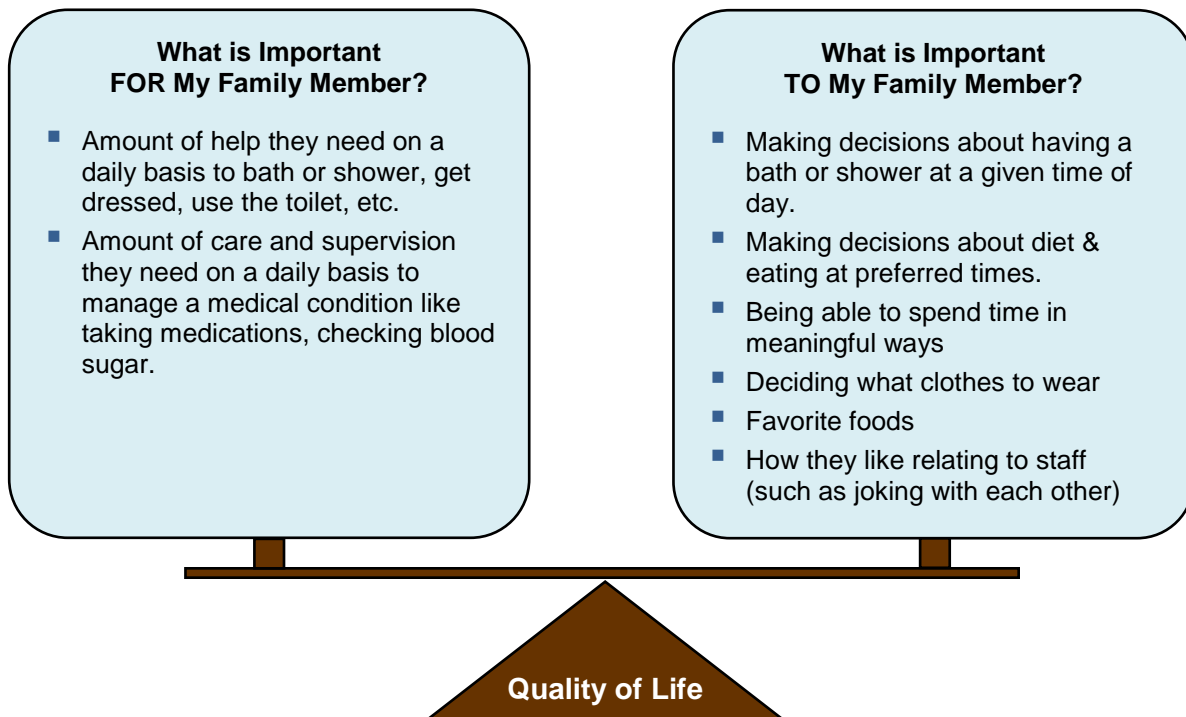 What is Important
FOR My Family Member?
▪ Amount of help they need on a
daily basis to bath or shower, get
dressed, use the toilet, etc.
▪ Amount of care and supervision
they need on a daily basis to
manage a medical condition like
taking medications, checking blood
sugar.
What is Important
TO My Family Member?
▪ Making decisions about having a
bath or shower at a given time of
day.
▪ Making decisions about diet &
eating at preferred times.
▪ Being able to spend time in
meaningful ways
▪ Deciding what clothes to wear
▪ Favorite foods
▪ How they like relating to staff
(such as joking with each other)
Quality of Life